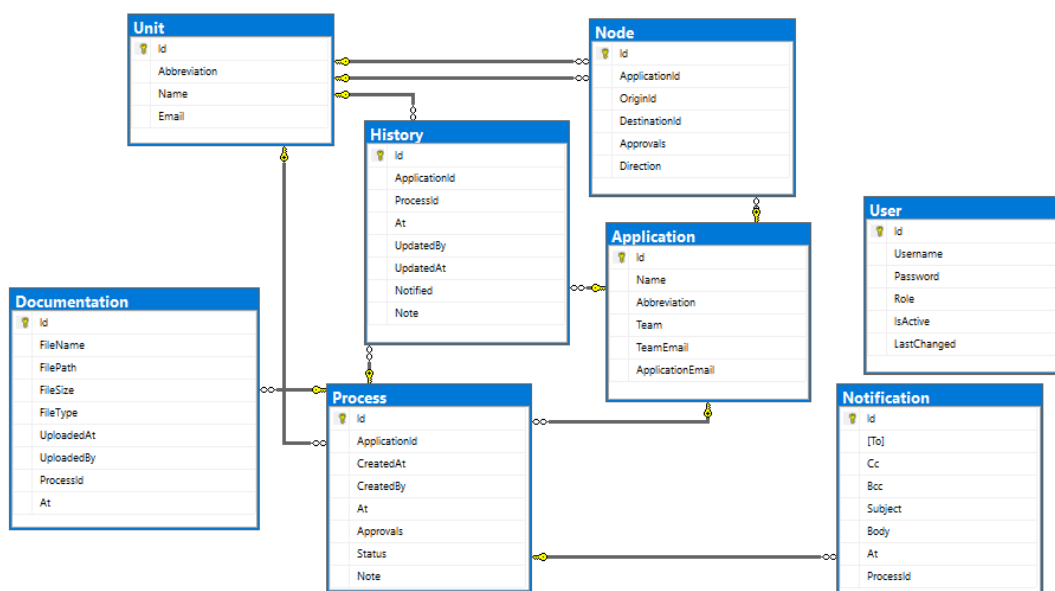 Unit
Id
Abbreviation
Name
Email
Node
Id
ApplicationId
OriginId
DestinationId
Approvals
Direction
History
Id
ApplicationId
ProcessId
At
UpdatedBy
UpdatedAt
Notified
Note
Application
Id
Name
Abbreviation
Team
TeamEmail
ApplicationEmail
User
Id
Username
Password
Role
IsActive
LastChanged
Documentation
Id
FileName
FilePath
FileSize
FileType
UploadedAt
UploadedBy
ProcessId
At
Process
Id
ApplicationId
CreatedAt
CreatedBy
At
Approvals
Status
Note
Notification
Id
[To]
Cc
Bcc
Subject
Body
At
ProcessId